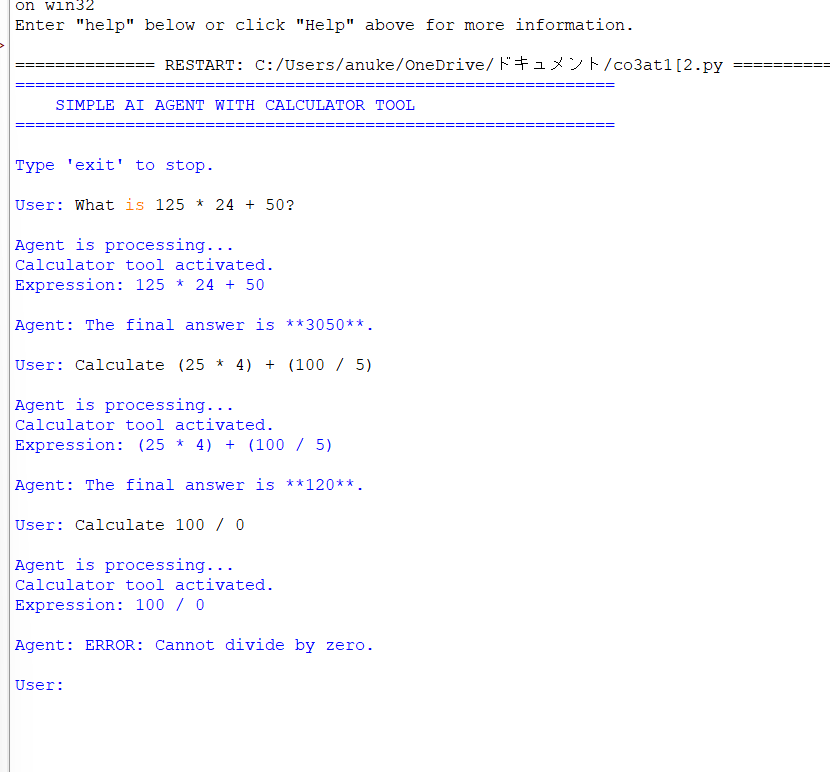 on win32
Enter "help" below or click "Help" above for more information.
>
============== RESTART: C:/Users/anuke/OneDrive/ドキュメント/co3at1[2.py ==========
============================================================
SIMPLE AI AGENT WITH CALCULATOR TOOL
============================================================
Type 'exit' to stop.
User: What is 125 * 24 + 50?
Agent is processing...
Calculator tool activated.
Expression: 125 * 24 + 50
Agent: The final answer is **3050**.
User: Calculate (25 * 4) + (100 / 5)
Agent is processing...
Calculator tool activated.
Expression: (25 * 4) + (100 / 5)
Agent: The final answer is **120**.
User: Calculate 100 / 0
Agent is processing...
Calculator tool activated.
Expression: 100 / 0
Agent: ERROR: Cannot divide by zero.
User: